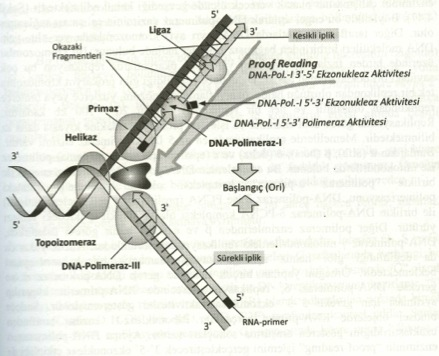 5'
Ligaz
3'
Kesikli iplik
Okazaki
Fragmentleri
Proof Reading
DNA-Pol.-I 3'-5' Ekzonukleaz Aktivitesi
DNA-Pol.-I 5'-3' Ekzonukleaz Aktivitesi
Primaz
DNA-Pol.-I 5'-3' Polimeraz Aktivitesi
Helikaz
DNA-Polimeraz-I
3'
Başlangıç (Ori)
5'
3'
Topoizomeraz
DNA-Polimeraz-III
Sürekli iplik
5'
RNA-primer
3'